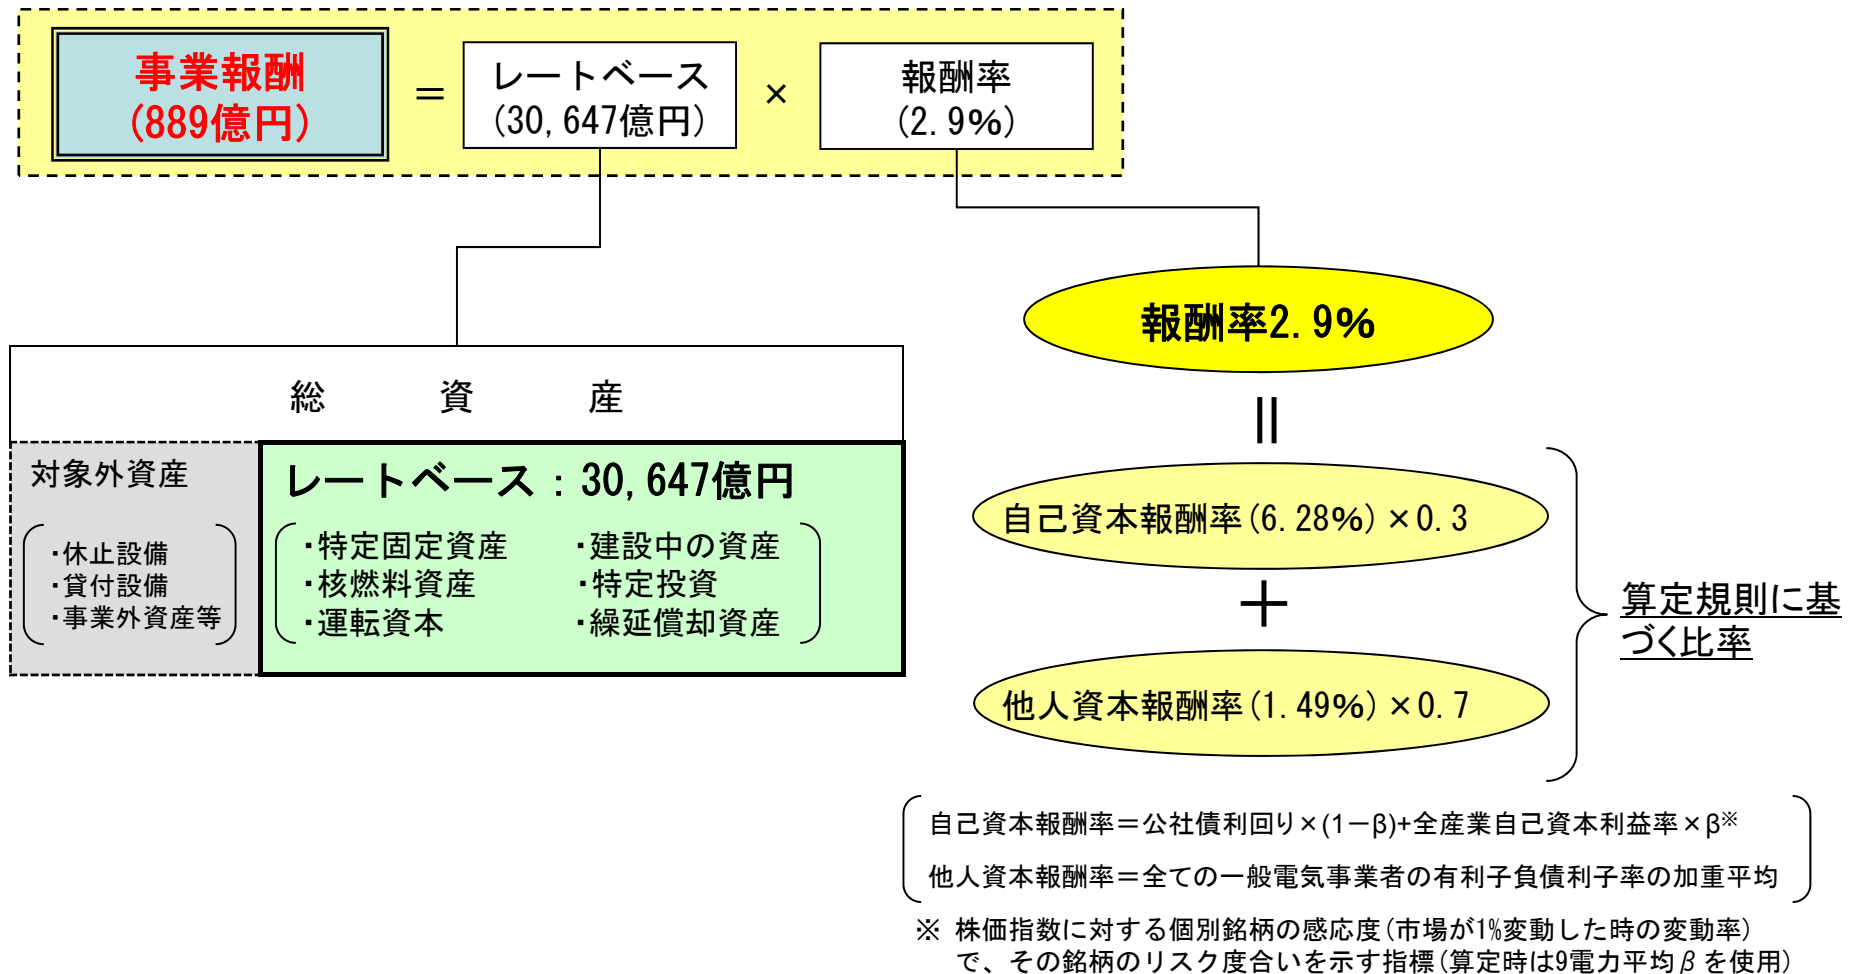 事業報酬
(889億円)
＝
レートベース
(30,647億円)
×
報酬率
(2.9%)
報酬率2.9%
総　資　産
対象外資産
・休止設備
・貸付設備
・事業外資産等
レートベース：30,647億円
・特定固定資産　・建設中の資産
・核燃料資産　・特定投資
・運転資本　・繰延償却資産
＝
自己資本報酬率(6.28%)×0.3
＋
他人資本報酬率(1.49%)×0.7
算定規則に基
づく比率
自己資本報酬率＝公社債利回り×(1－β)+全産業自己資本利益率×β※
他人資本報酬率＝全ての一般電気事業者の有利子負債利子率の加重平均
※ 株価指数に対する個別銘柄の感応度(市場が1%変動した時の変動率)
で、その銘柄のリスク度合いを示す指標(算定時は9電力平均βを使用)